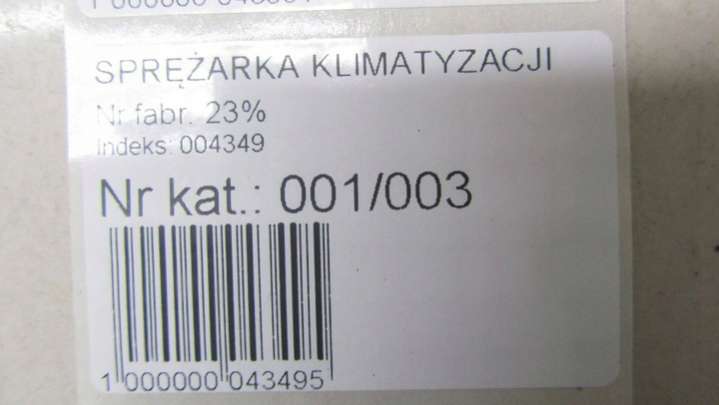 SPRĘŻARKA KLIMATYZACJI
Nr fabr. 23%
Indeks: 004349
Nr kat.: 001/003
1 000000 043495